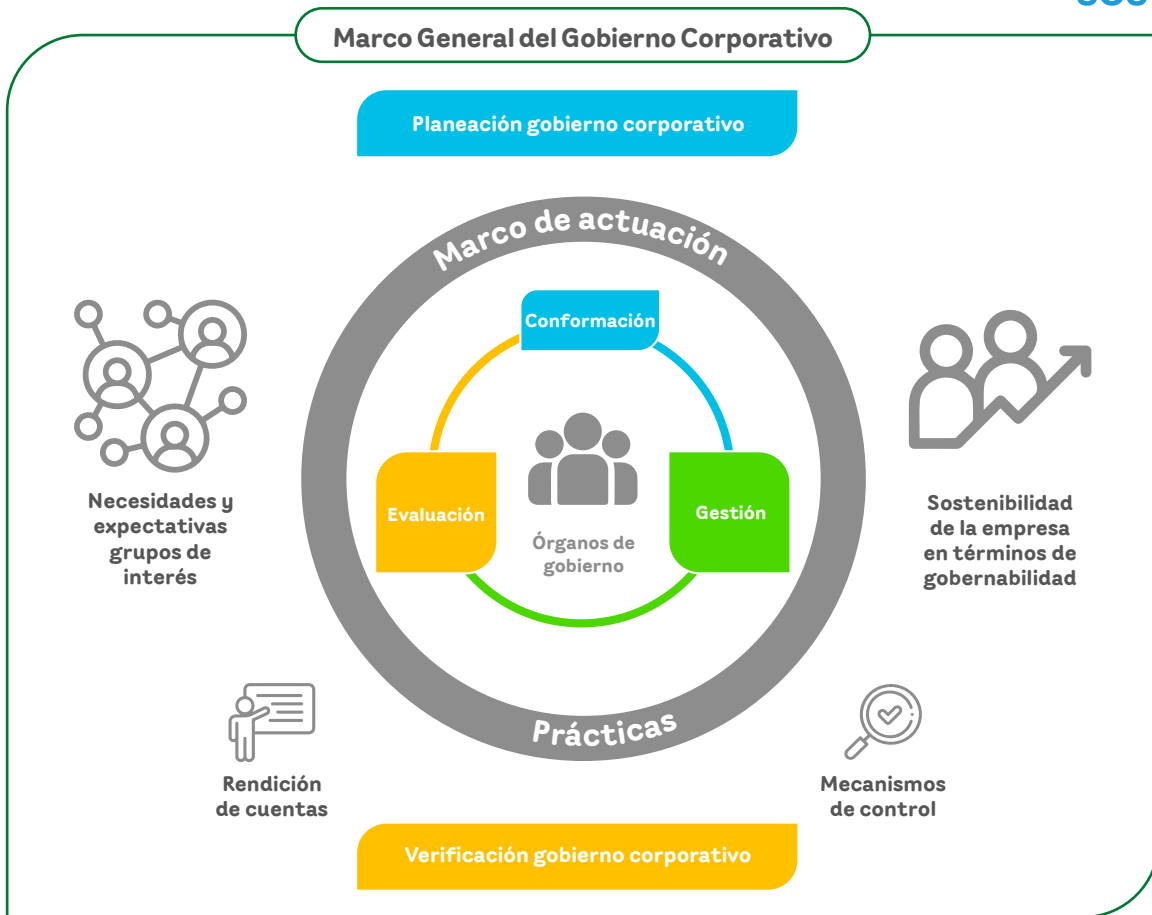 Marco General del Gobierno Corporativo
Planeación gobierno corporativo
Marco de actuación
Conformación
Evaluación
Gestión
Órganos de
gobierno
Necesidades y
expectativas
grupos de
interés
Sostenibilidad
de la empresa
en términos de
gobernabilidad
Prácticas
Rendición
de cuentas
Mecanismos
de control
Verificación gobierno corporativo